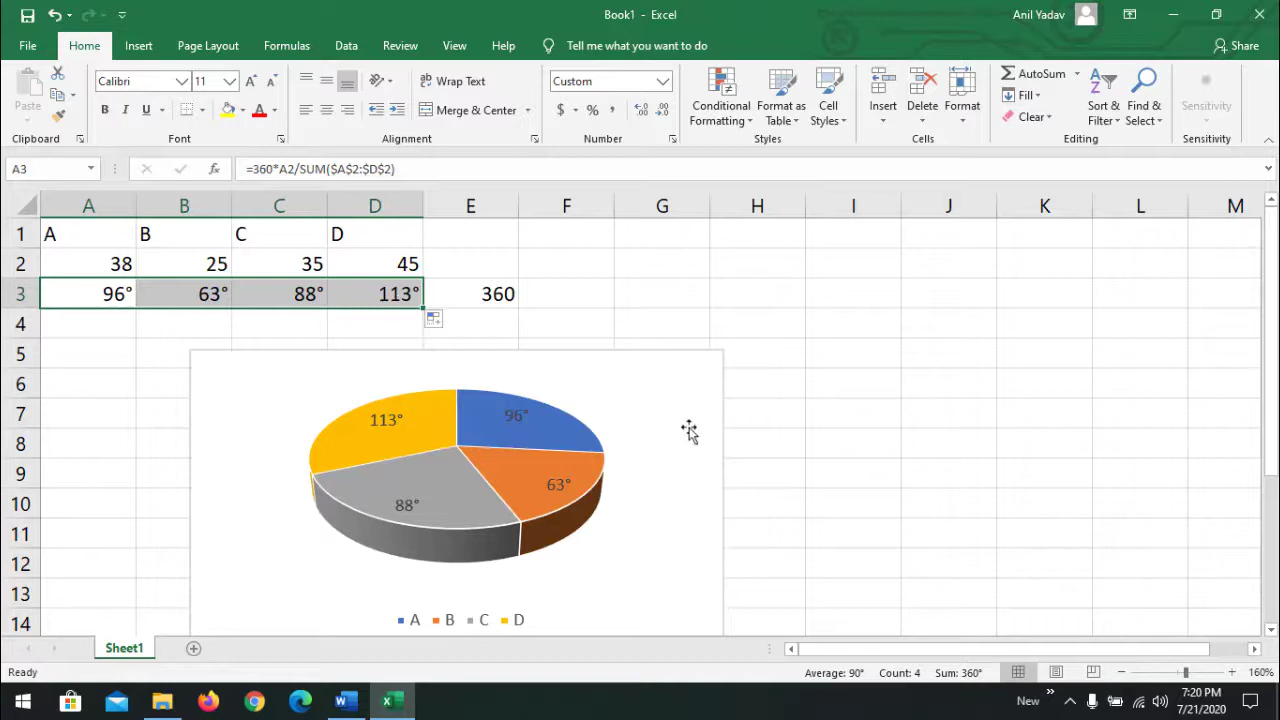 Book1 - Excel
Anil Yadav
File Home Insert Page Layout Formulas Data Review View Help Tell me what you want to do Share
Paste
Calibri 11
B I U
Wrap Text
Merge & Center
Custom
$ % ,
Conditional Formatting
Format as Table
Cell Styles
Insert
Delete
Format
AutoSum
Fill
Clear
Sort & Filter
Find & Select
Sensitivity
Clipboard Font Alignment Number Styles Cells Editing Sensitivity
A3 fx =360*A2/SUM($A$2:$D$2)
A B C D E F G H I J K L M
1 A B C D
2 38 25 35 45
3 96° 63° 88° 113° 360
4
5
6
7
8
9
10
11
12
13
14
113° 96°
63°
88°
A B C D
Sheet1
Ready Average: 90° Count: 4 Sum: 360° 160%
New 7:20 PM
7/21/2020